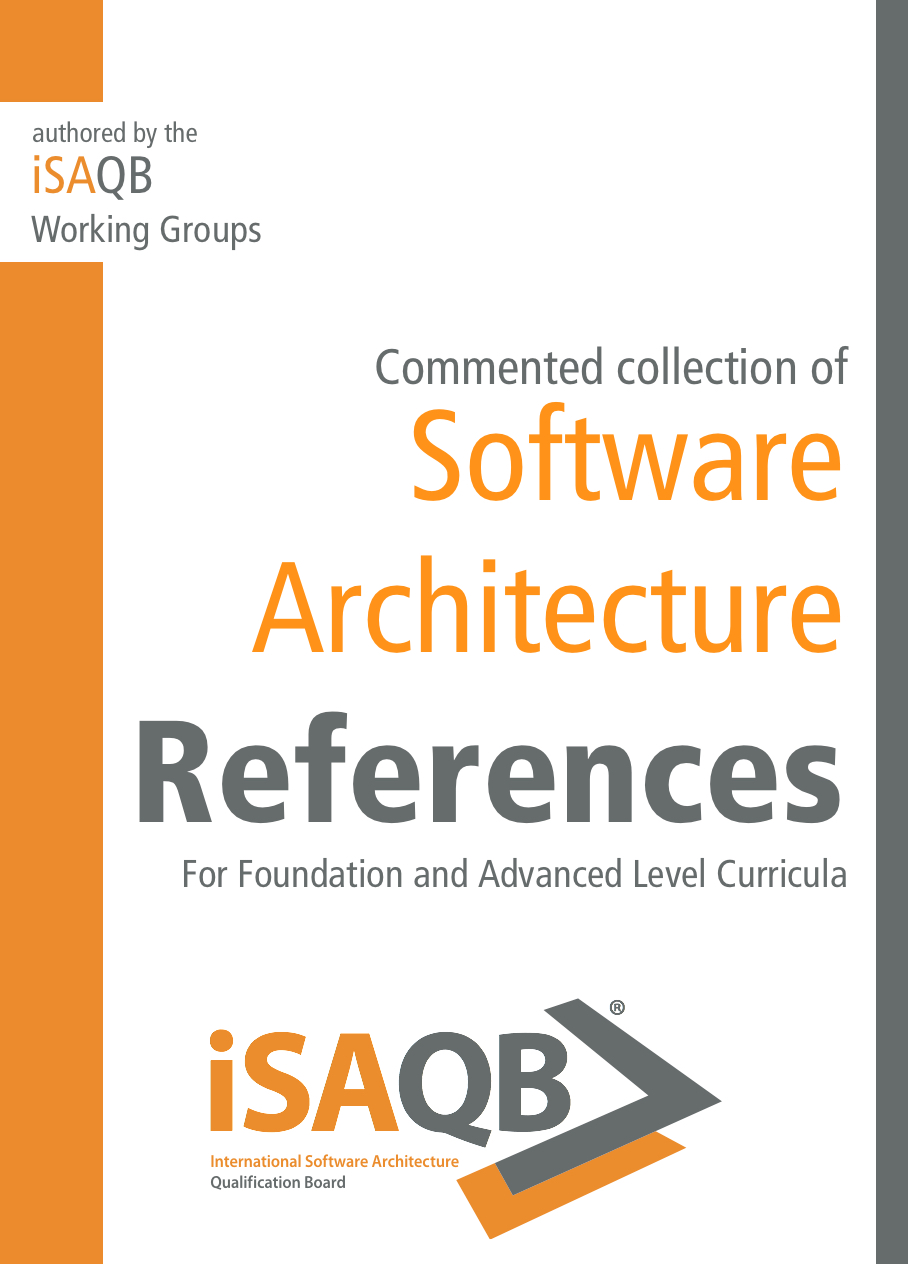 authored by the
iSAQB
Working Groups
Commented collection of
Software
Architecture
References
For Foundation and Advanced Level Curricula
®
iSAQB
International Software Architecture
Qualification Board